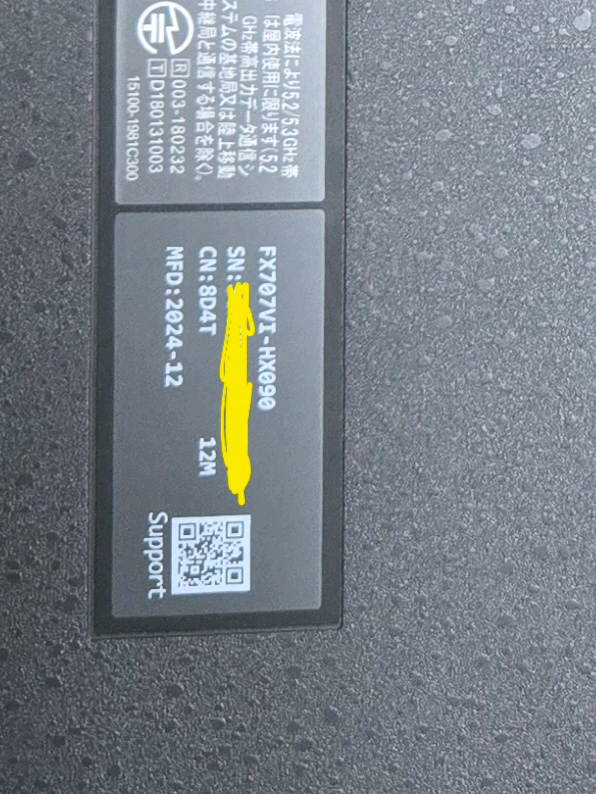 電波法により5.2/5.3GHz帯
は屋内使用に限ります(5.2
GHz帯高出力データ通信シ
ステムの基地局又は陸上移動
中継局と通信する場合を除く)。
R 003-180232
T D180131003
15100-1981C300
FX707VI-HX090
SN:
CN:8D4T 12M
MFD:2024-12
Support